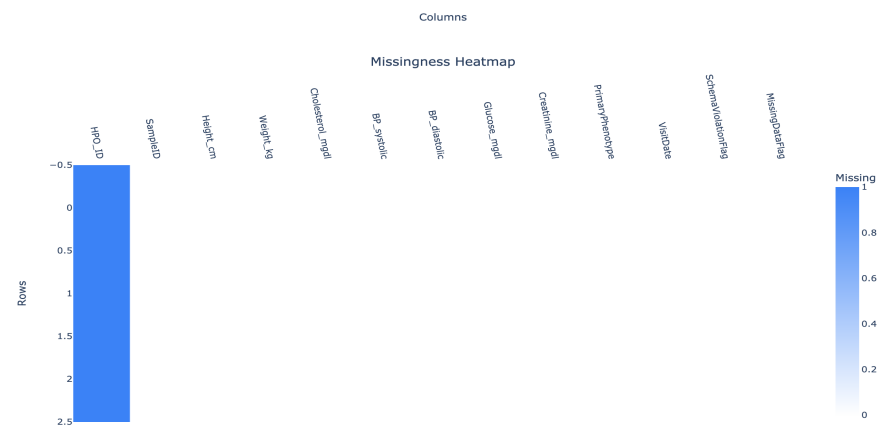 Columns
Missingness Heatmap
HPO_ID
SampleID
Height_cm
Weight_kg
Cholesterol_mgdl
BP_systolic
BP_diastolic
Glucose_mgdl
Creatinine_mgdl
PrimaryPhenotype
VisitDate
SchemaViolationFlag
MissingDataFlag
Rows
−0.5
0
0.5
1
1.5
2
2.5
Missing
1
0.8
0.6
0.4
0.2
0